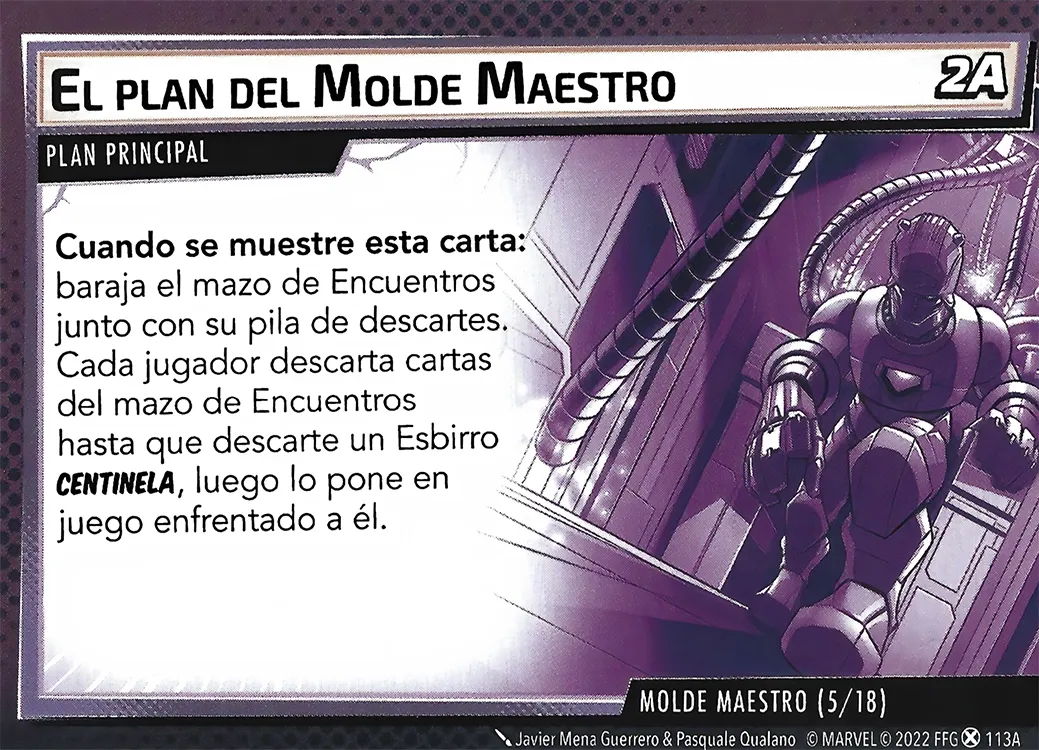 El plan del Molde Maestro
2A
PLAN PRINCIPAL
Cuando se muestre esta carta:
baraja el mazo de Encuentros
junto con su pila de descartes.
Cada jugador descarta cartas
del mazo de Encuentros
hasta que descarte un Esbirro
CENTINELA, luego lo pone en
juego enfrentado a él.
MOLDE MAESTRO (5/18)
Javier Mena Guerrero & Pasquale Qualano © MARVEL © 2022 FFG 113A